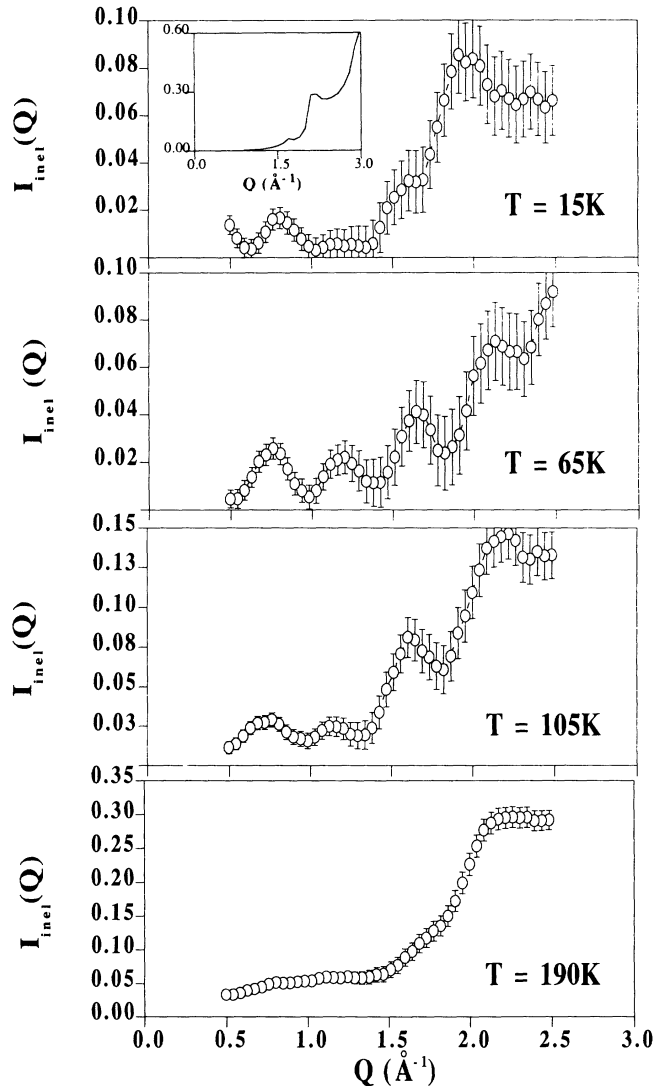 0.10
0.08
0.06
0.04
0.02
I_inel(Q)
0.60
0.30
0.00
0.0 1.5 3.0
Q (Å⁻¹)
T = 15K
0.10
0.08
0.06
0.04
0.02
I_inel(Q)
T = 65K
0.15
0.13
0.10
0.08
0.05
0.03
I_inel(Q)
T = 105K
0.35
0.30
0.25
0.20
0.15
0.10
0.05
0.00
I_inel(Q)
T = 190K
0.0 0.5 1.0 1.5 2.0 2.5 3.0
Q (Å⁻¹)